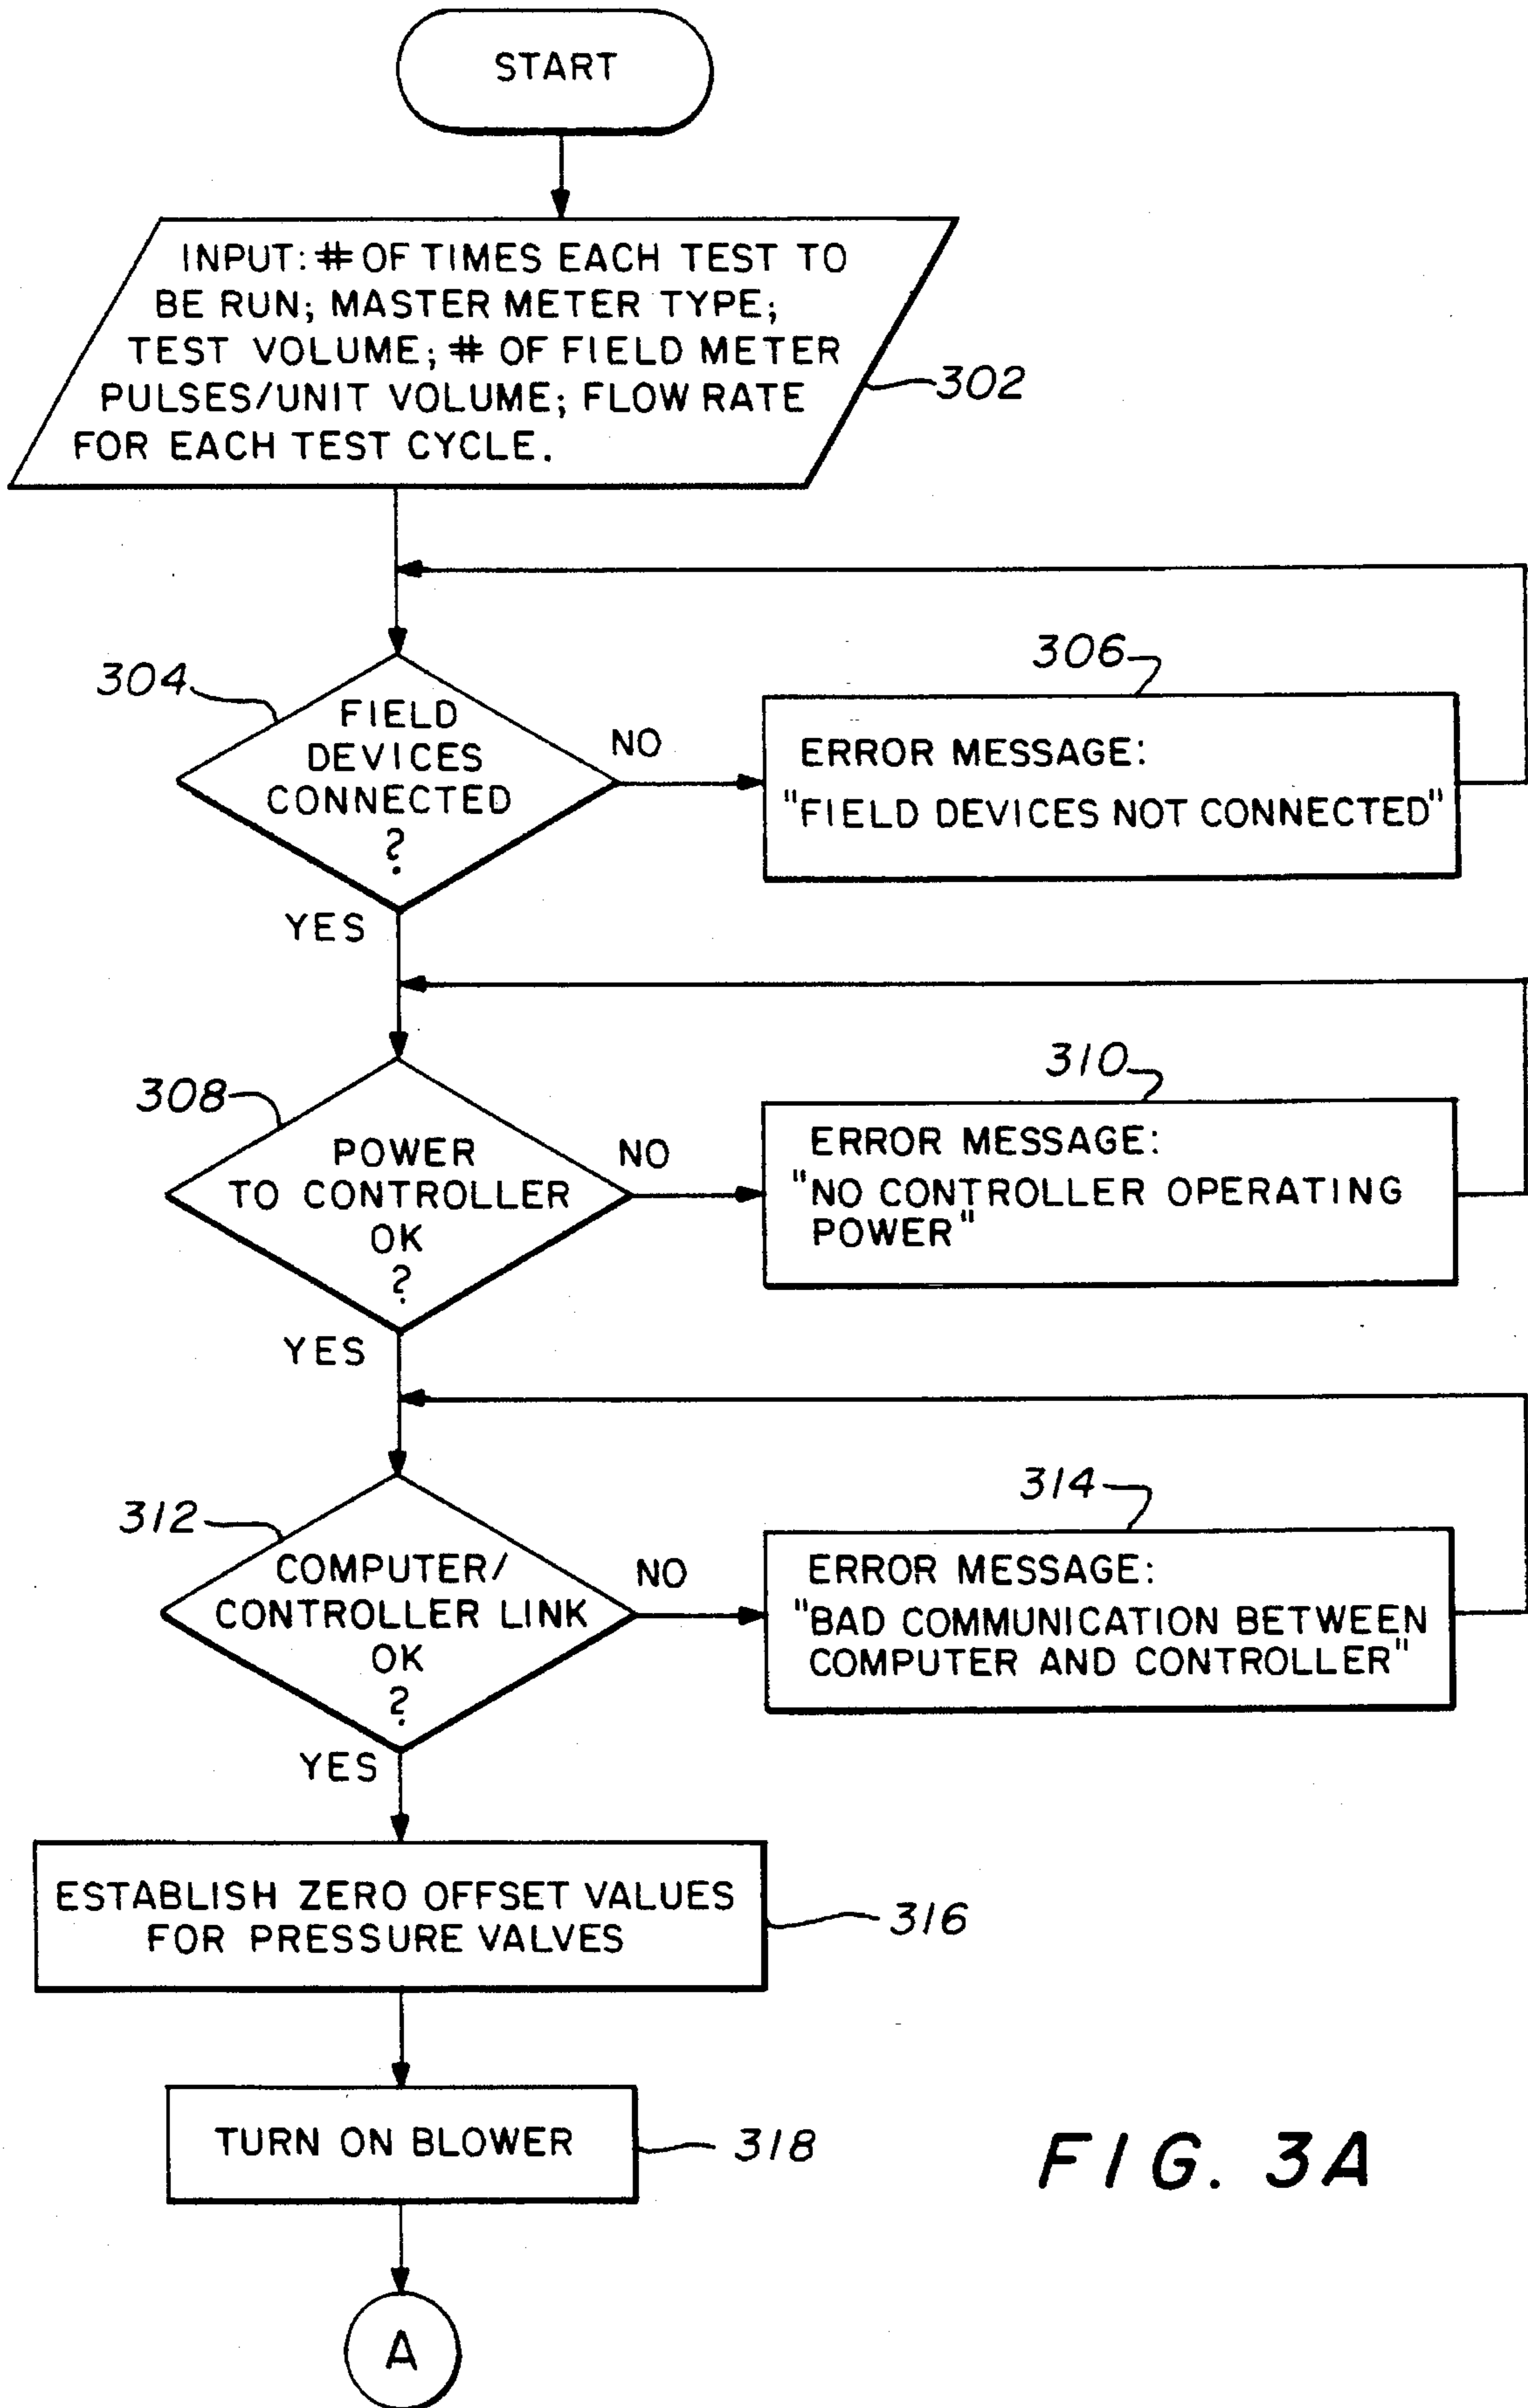 START
INPUT: # OF TIMES EACH TEST TO
BE RUN; MASTER METER TYPE;
TEST VOLUME; # OF FIELD METER
PULSES/UNIT VOLUME; FLOW RATE
FOR EACH TEST CYCLE.
302
304
FIELD
DEVICES
CONNECTED
?
NO
306
ERROR MESSAGE:
"FIELD DEVICES NOT CONNECTED"
YES
308
POWER
TO CONTROLLER
OK
?
NO
310
ERROR MESSAGE:
"NO CONTROLLER OPERATING
POWER"
YES
312
COMPUTER/
CONTROLLER LINK
OK
?
NO
314
ERROR MESSAGE:
"BAD COMMUNICATION BETWEEN
COMPUTER AND CONTROLLER"
YES
ESTABLISH ZERO OFFSET VALUES
FOR PRESSURE VALVES
316
TURN ON BLOWER
318
A
FIG. 3A